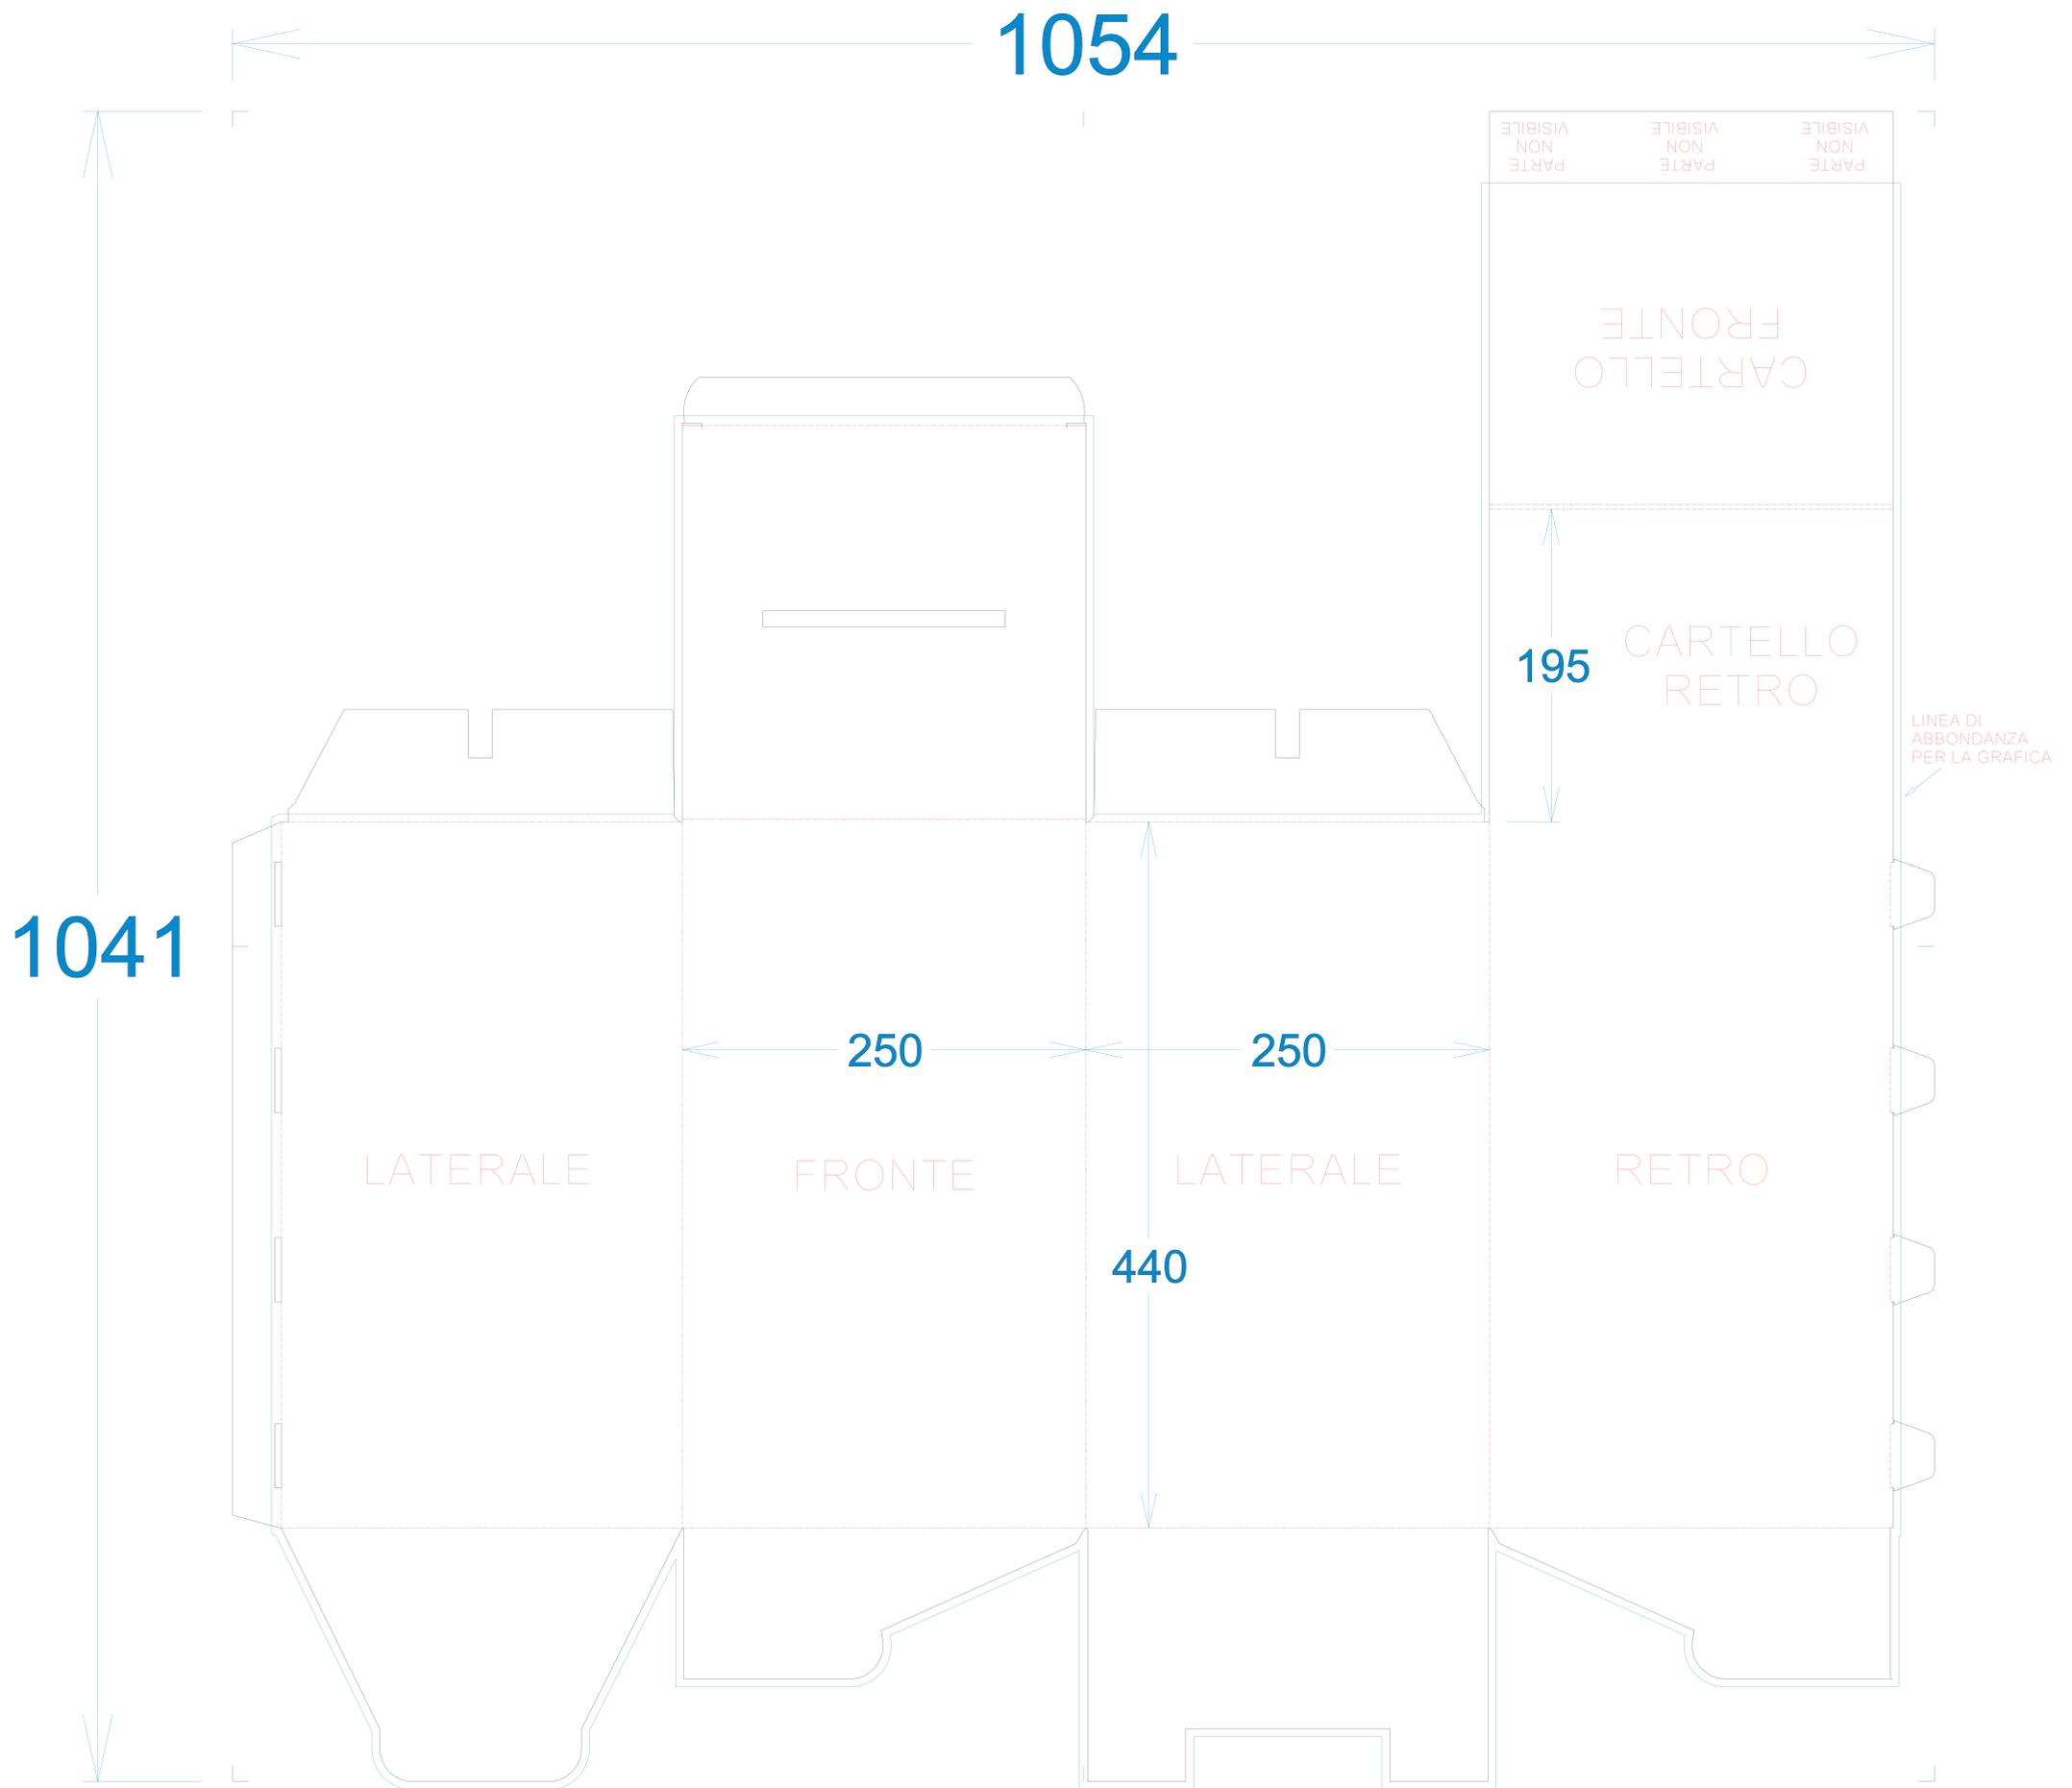 1054
PARTE
NON
VISIBILE
PARTE
NON
VISIBILE
PARTE
NON
VISIBILE
CARTELLO
FRONTE
195
CARTELLO
RETRO
LINEA DI
ABBONDANZA
PER LA GRAFICA
1041
250
250
LATERALE
FRONTE
LATERALE
RETRO
440